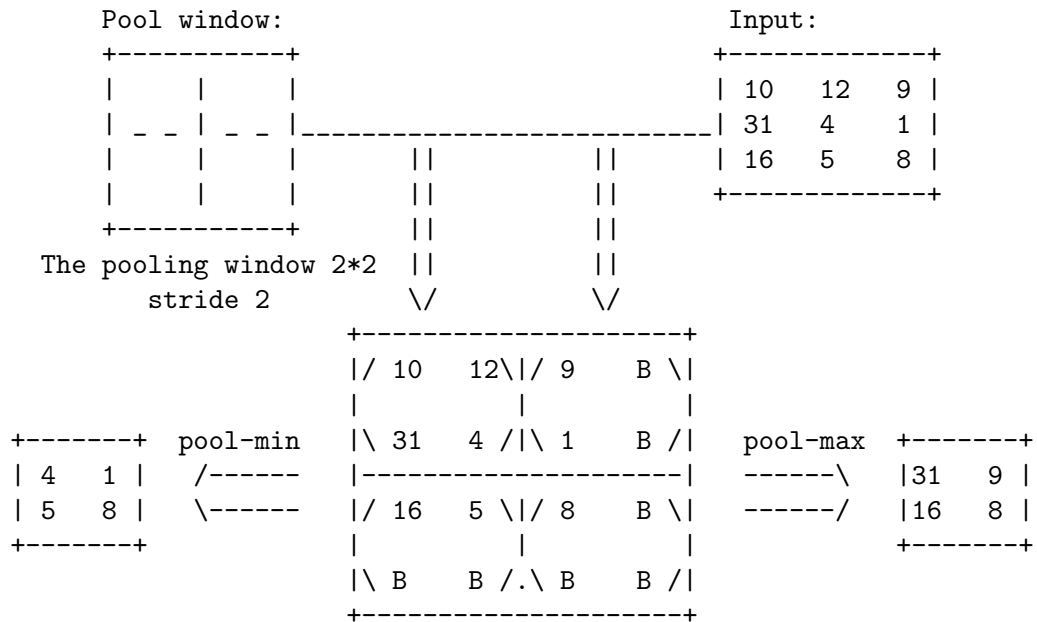 Pool window: Input:
10 12 9
31 4 1
16 5 8
The pooling window 2*2
stride 2
10 12 9 B
31 4 1 B
pool-min pool-max
4 1 31 9
5 8 16 5 8 B 16 8
B B B B